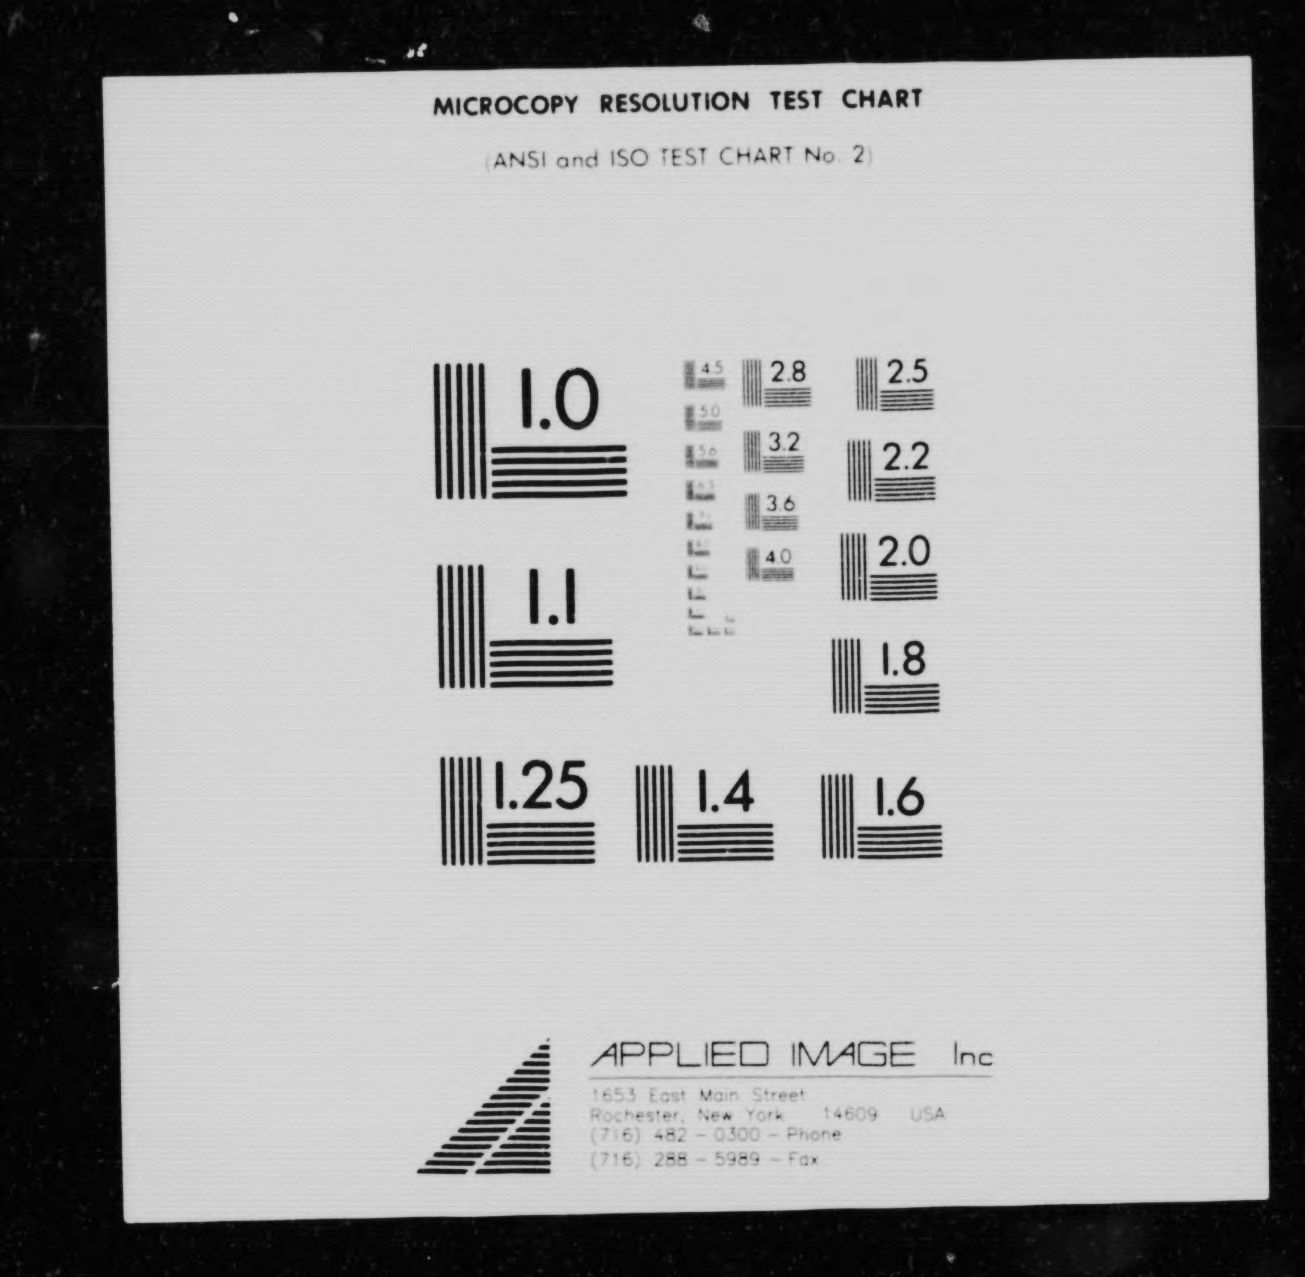 MICROCOPY RESOLUTION TEST CHART
(ANSI and ISO TEST CHART No. 2)
1.0
4.5
2.8
2.5
5.0
3.2
2.2
5.6
6.3
3.6
2.0
4.0
1.1
1.8
1.25
1.4
1.6
APPLIED IMAGE Inc
1653 East Main Street
Rochester, New York 14609 USA
(716) 482 - 0300 - Phone
(716) 288 - 5989 - Fax